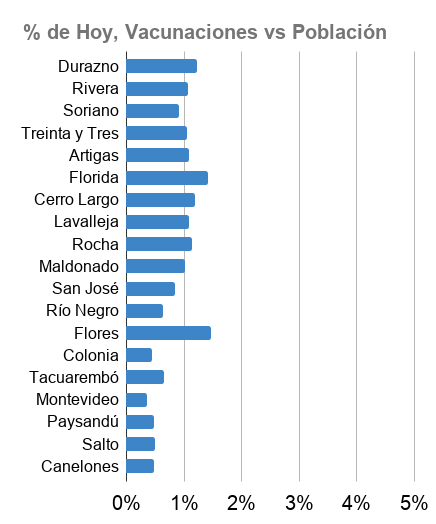 % de Hoy, Vacunaciones vs Población
Durazno
Rivera
Soriano
Treinta y Tres
Artigas
Florida
Cerro Largo
Lavalleja
Rocha
Maldonado
San José
Río Negro
Flores
Colonia
Tacuarembó
Montevideo
Paysandú
Salto
Canelones
0% 1% 2% 3% 4% 5%